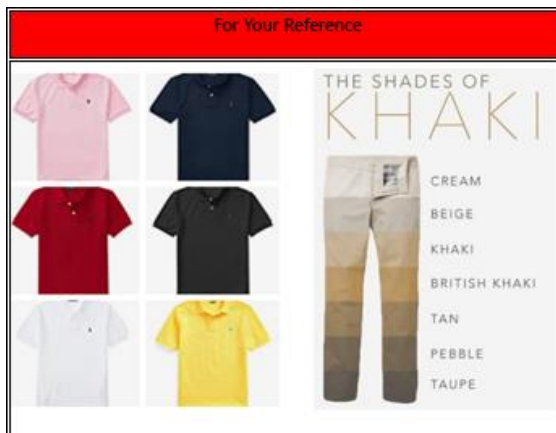 For Your Reference
THE SHADES OF
KHAKI
CREAM
BEIGE
KHAKI
BRITISH KHAKI
TAN
PEBBLE
TAUPE